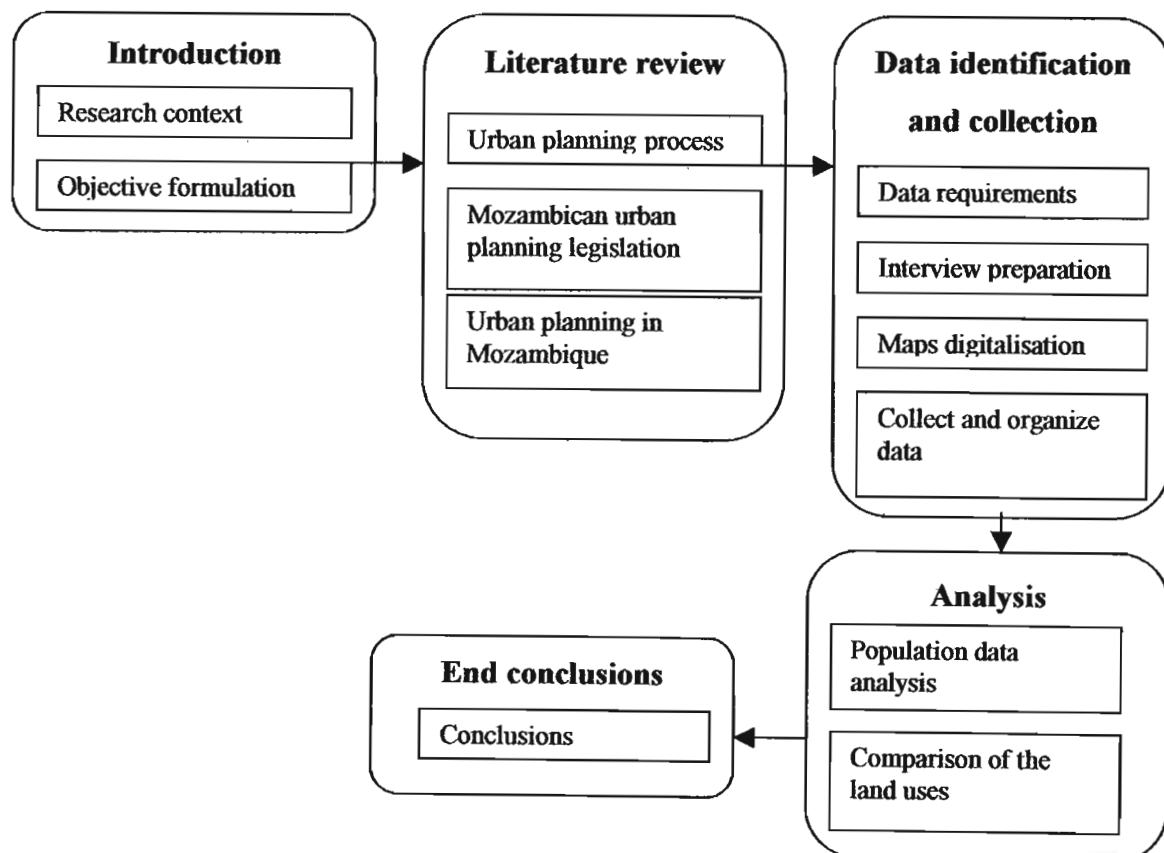 Introduction
Research context
Objective formulation
Literature review
Urban planning process
Mozambican urban
planning legislation
Urban planning in
Mozambique
Data identification
and collection
Data requirements
Interview preparation
Maps digitalisation
Collect and organize
data
Analysis
Population data
analysis
Comparison of the
land uses
End conclusions
Conclusions